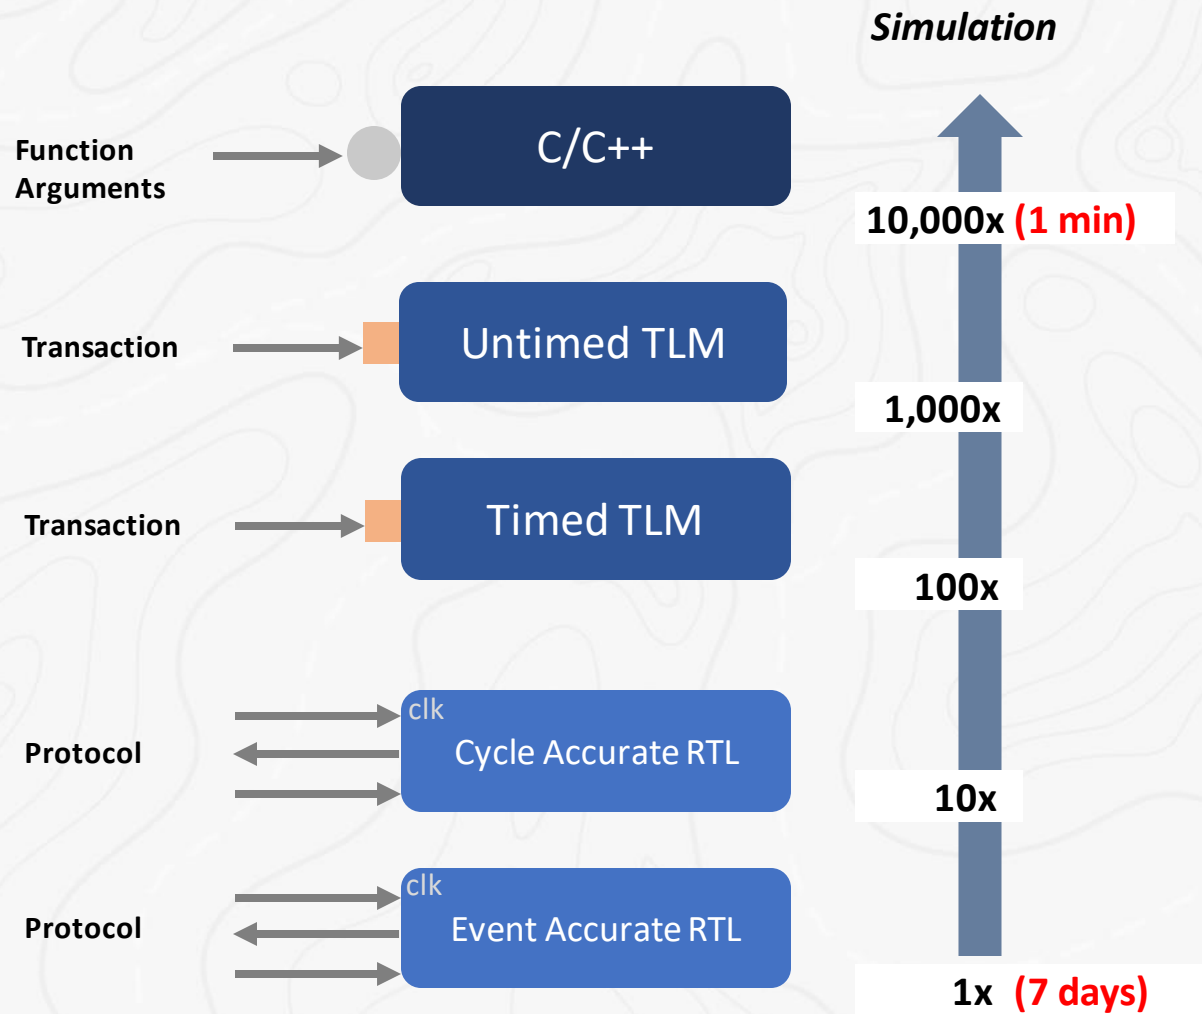 Simulation
Function
Arguments
C/C++
10,000x (1 min)
Transaction
Untimed TLM
1,000x
Transaction
Timed TLM
100x
clk
Protocol
Cycle Accurate RTL
10x
clk
Protocol
Event Accurate RTL
1x (7 days)